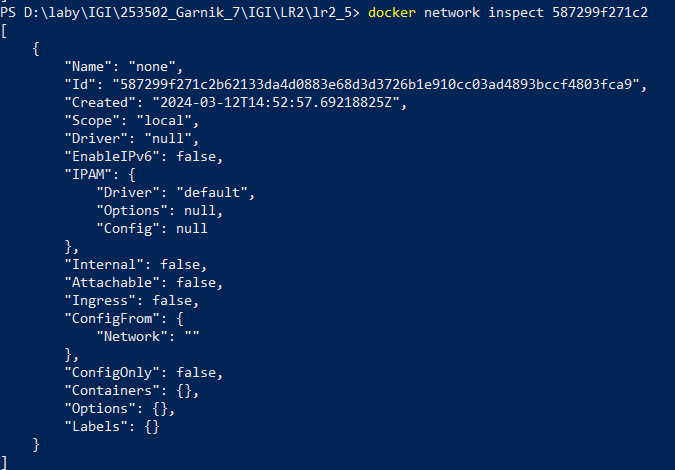 PS D:\laby\IGI\253502_Garnik_7\IGI\LR2\lr2_5> docker network inspect 587299f271c2
[
    {
        "Name": "none",
        "Id": "587299f271c2b62133da4d0883e68d3d3726b1e910cc03ad4893bccf4803fca9",
        "Created": "2024-03-12T14:52:57.69218825Z",
        "Scope": "local",
        "Driver": "null",
        "EnableIPv6": false,
        "IPAM": {
            "Driver": "default",
            "Options": null,
            "Config": null
        },
        "Internal": false,
        "Attachable": false,
        "Ingress": false,
        "ConfigFrom": {
            "Network": ""
        },
        "ConfigOnly": false,
        "Containers": {},
        "Options": {},
        "Labels": {}
    }
]